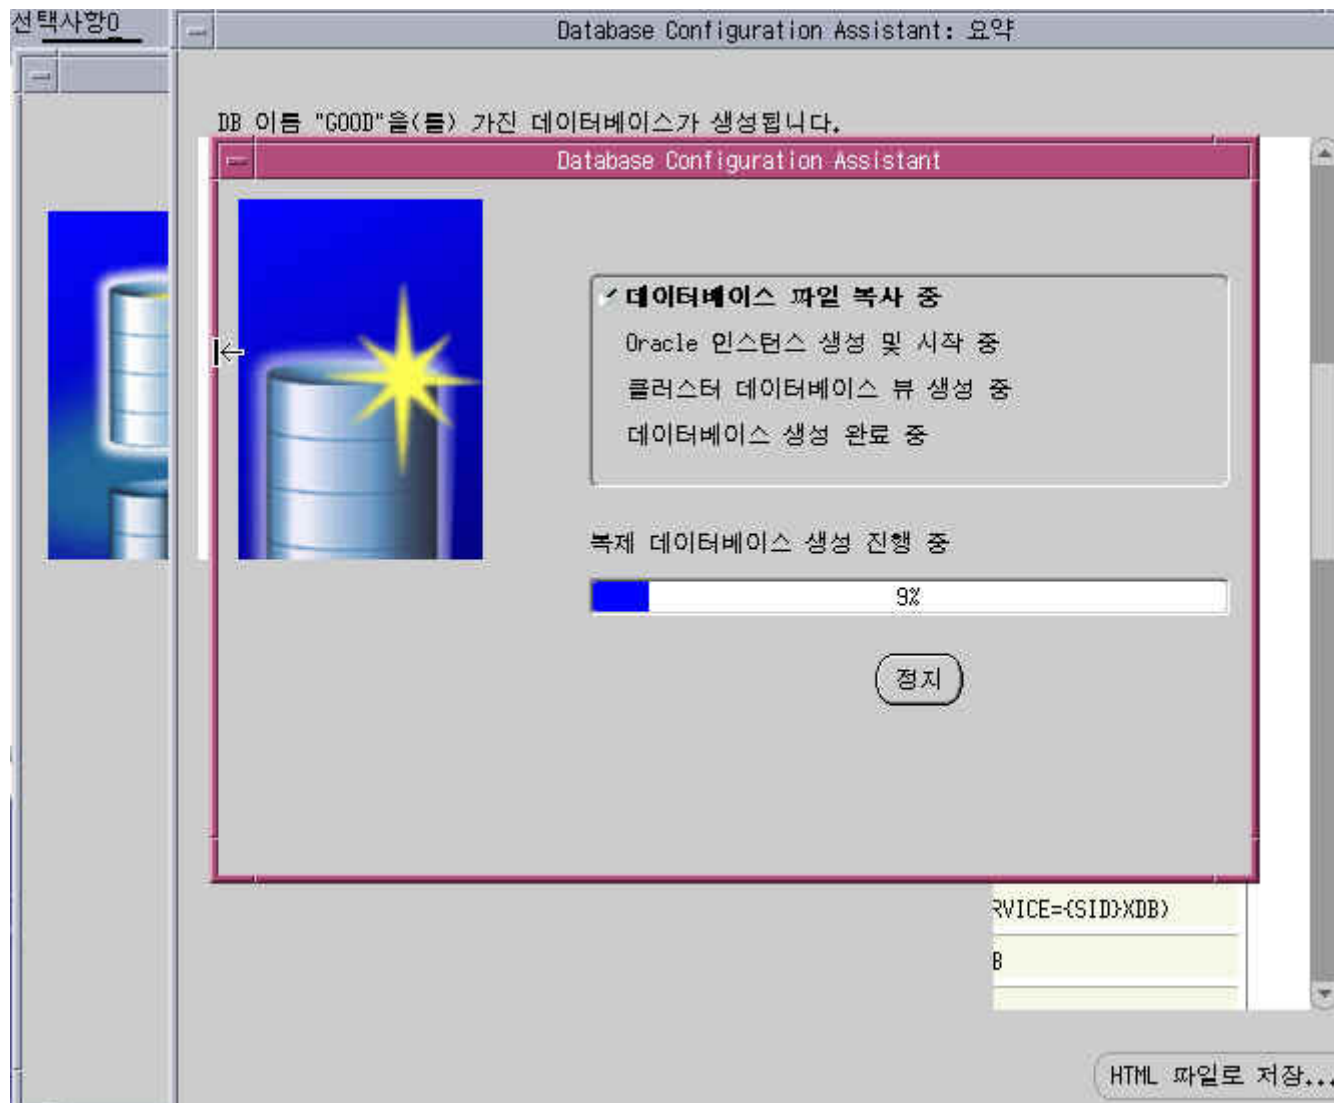 선택사항O
Database Configuration Assistant: 요약
DB 이름 "GOOD"을(를) 가진 데이터베이스가 생성됩니다.
Database Configuration Assistant
데이터베이스 파일 복사 중
Oracle 인스턴스 생성 및 시작 중
클러스터 데이터베이스 뷰 생성 중
데이터베이스 생성 완료 중
복제 데이터베이스 생성 진행 중
9%
정지
RVICE={SID}XDB)
B
HTML 파일로 저장...